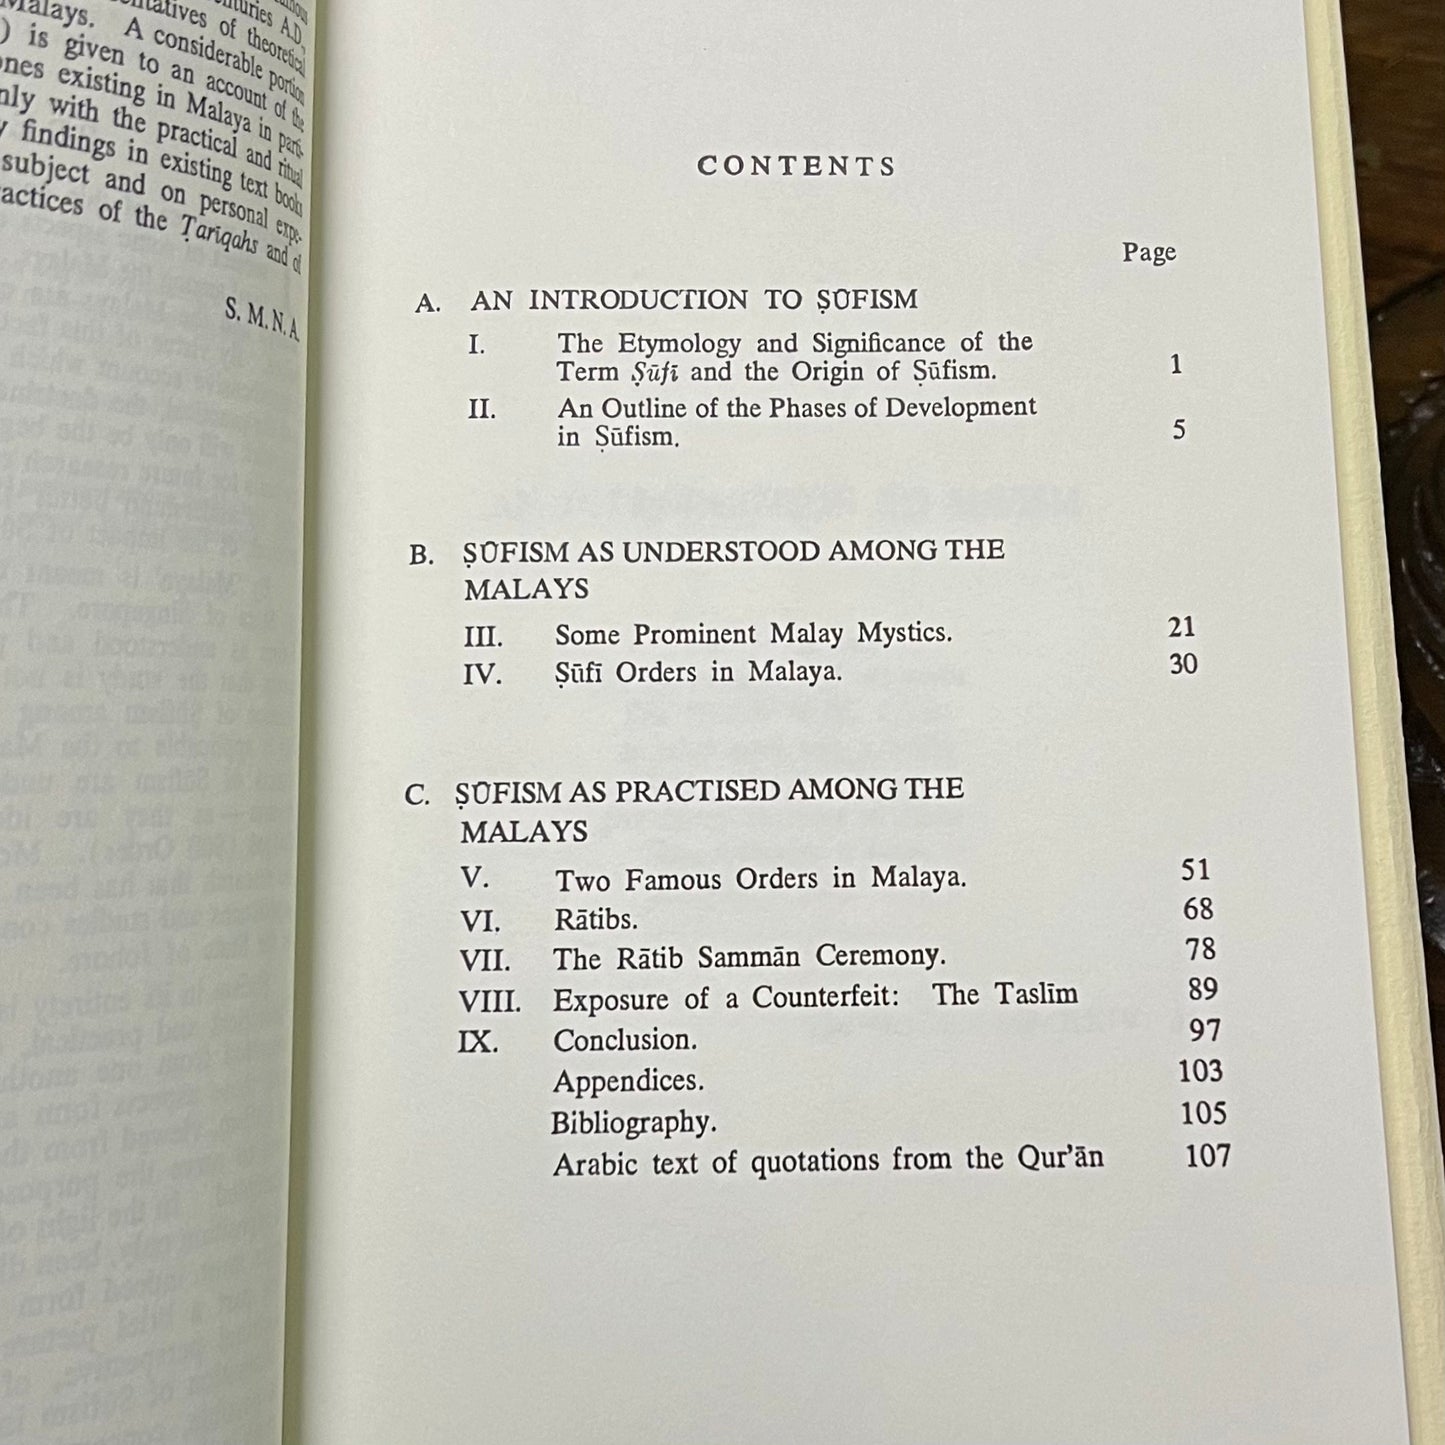 Malays. A considerable portion
) is given to an account of the
ones existing in Malaya in parti-
nly with the practical and ritual
y findings in existing text books
subject and on personal expe-
actices of the Ṭarīqahs and of
S. M. N. A.
CONTENTS
Page
A. AN INTRODUCTION TO ṢŪFISM
I. The Etymology and Significance of the
Term Ṣūfī and the Origin of Ṣūfism. 1
II. An Outline of the Phases of Development
in Ṣūfism. 5
B. ṢŪFISM AS UNDERSTOOD AMONG THE
MALAYS
III. Some Prominent Malay Mystics. 21
IV. Ṣūfī Orders in Malaya. 30
C. ṢŪFISM AS PRACTISED AMONG THE
MALAYS
V. Two Famous Orders in Malaya. 51
VI. Rātibs. 68
VII. The Rātib Sammān Ceremony. 78
VIII. Exposure of a Counterfeit: The Taslīm 89
IX. Conclusion. 97
Appendices. 103
Bibliography. 105
Arabic text of quotations from the Qur’ān 107